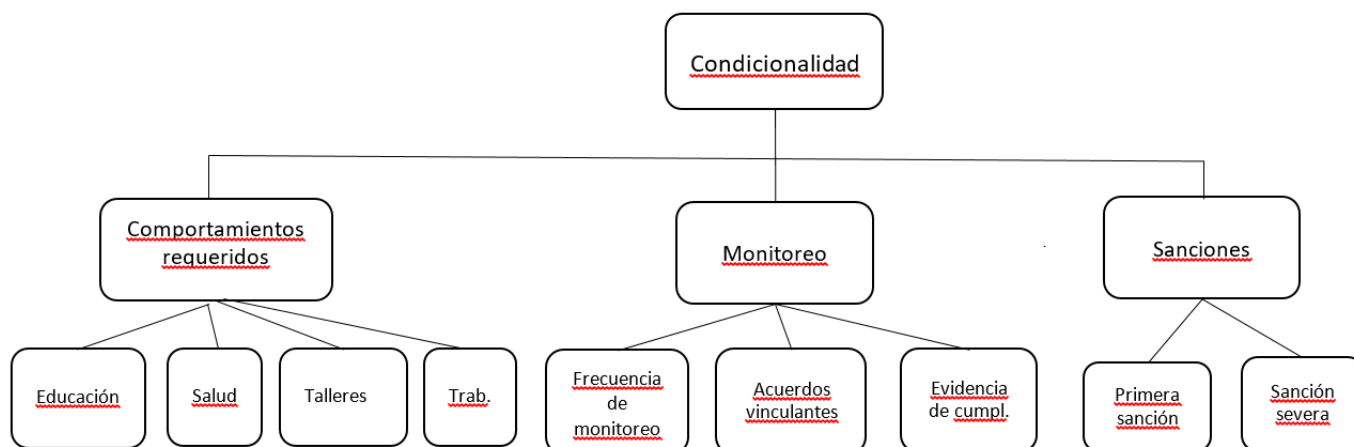 Condicionalidad
Comportamientos
requeridos
Monitoreo
Sanciones
Educación
Salud
Talleres
Trab.
Frecuencia
de
monitoreo
Acuerdos
vinculantes
Evidencia
de cumpl.
Primera
sanción
Sanción
severa